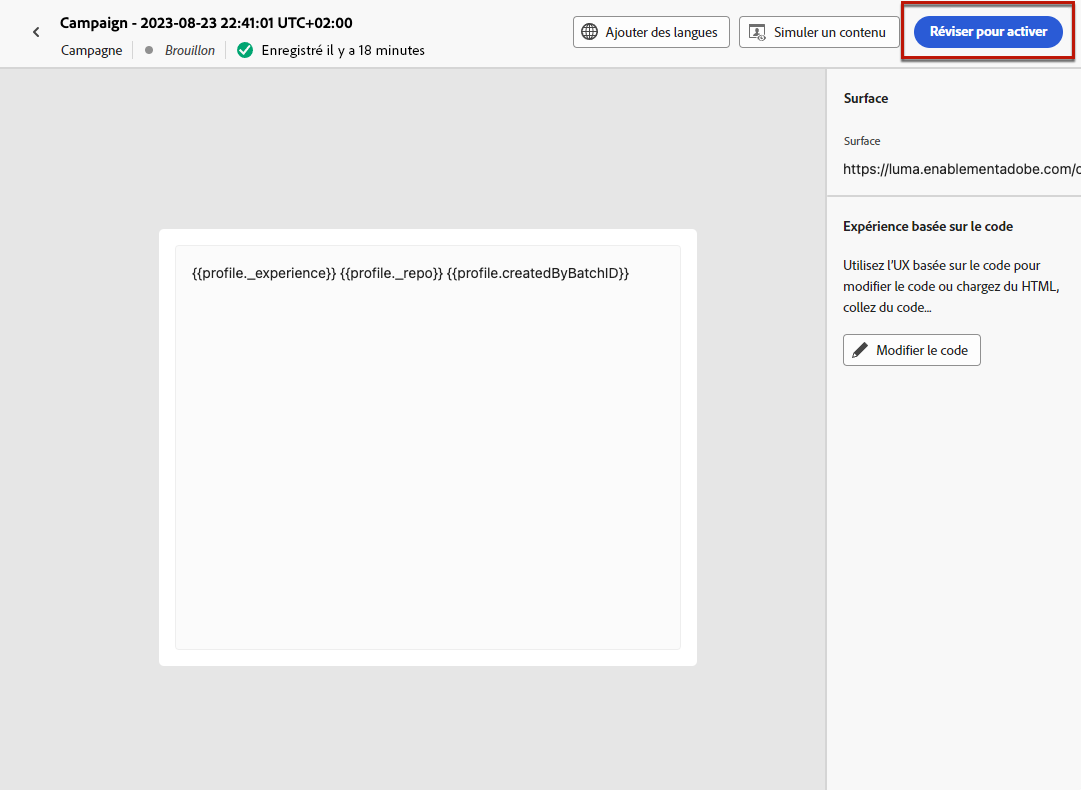 Campaign - 2023-08-23 22:41:01 UTC+02:00
Campagne Brouillon Enregistré il y a 18 minutes
Ajouter des langues
Simuler un contenu
Réviser pour activer
{{profile._experience}} {{profile._repo}} {{profile.createdByBatchID}}
Surface
Surface
https://luma.enablementadobe.com/c
Expérience basée sur le code
Utilisez l’UX basée sur le code pour
modifier le code ou chargez du HTML,
collez du code...
Modifier le code